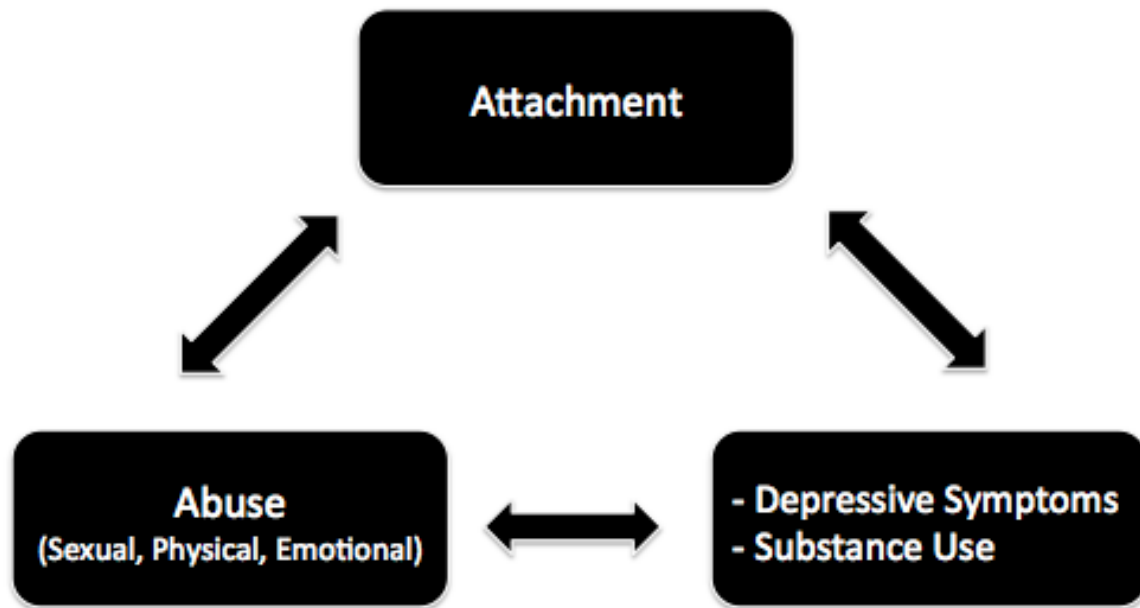 Attachment
Abuse
(Sexual, Physical, Emotional)
- Depressive Symptoms
- Substance Use